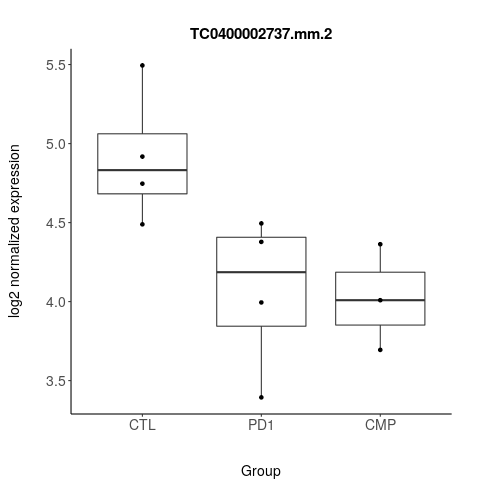 TC0400002737.mm.2
log2 normalized expression
5.5
5.0
4.5
4.0
3.5
CTL PD1 CMP
Group